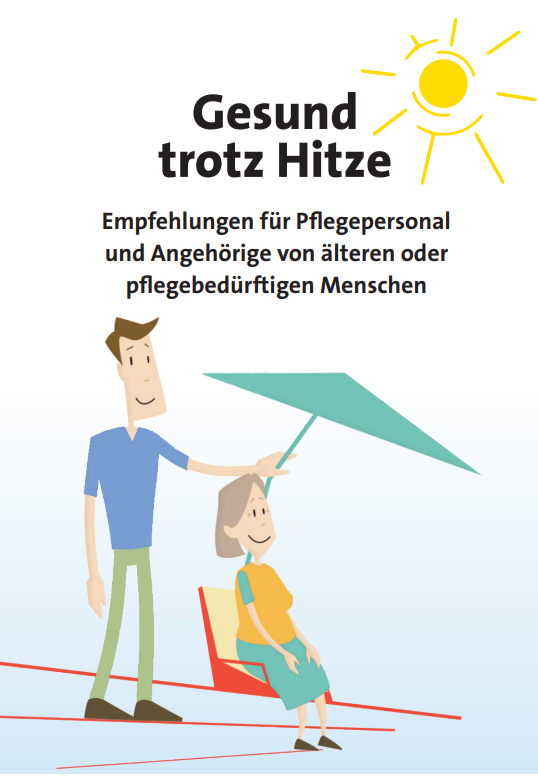 Gesund
trotz Hitze
Empfehlungen für Pflegepersonal
und Angehörige von älteren oder
pflegebedürftigen Menschen